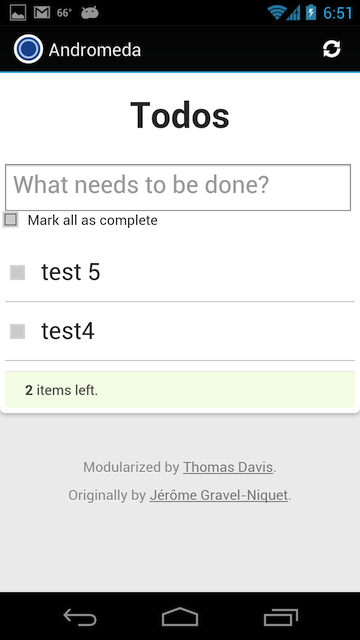 66° 6:51
Andromeda
Todos
What needs to be done?
Mark all as complete
test 5
test4
2 items left.
Modularized by Thomas Davis.
Originally by Jérôme Gravel-Niquet.